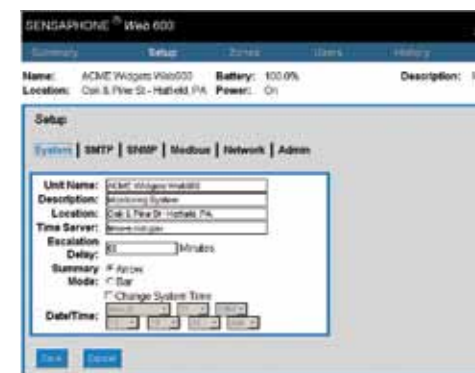 SENSAPHONE® Web 600
Summary Setup Zones Users History
Name: ACME Widgets Web600 Battery: 100.0% Description:
Location: Oak & Pine St - Hatfield, PA Power: On
Setup
System | SMTP | SNMP | Modbus | Network | Admin
Unit Name: ACME Widgets Web600
Description: Monitoring System
Location: Oak & Pine St - Hatfield, PA
Time Server: time.nist.gov
Escalation
Delay: Minutes
Summary Arrow
Mode: Bar
Change System Time
Date/Time:
Save Cancel